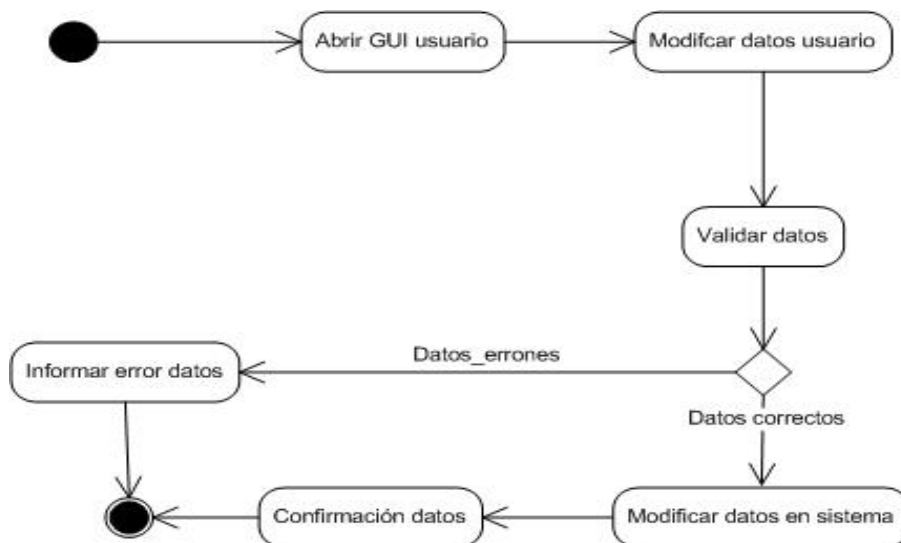 Abrir GUI usuario
Modifcar datos usuario
Validar datos
Datos_errones
Informar error datos
Datos correctos
Confirmación datos
Modificar datos en sistema